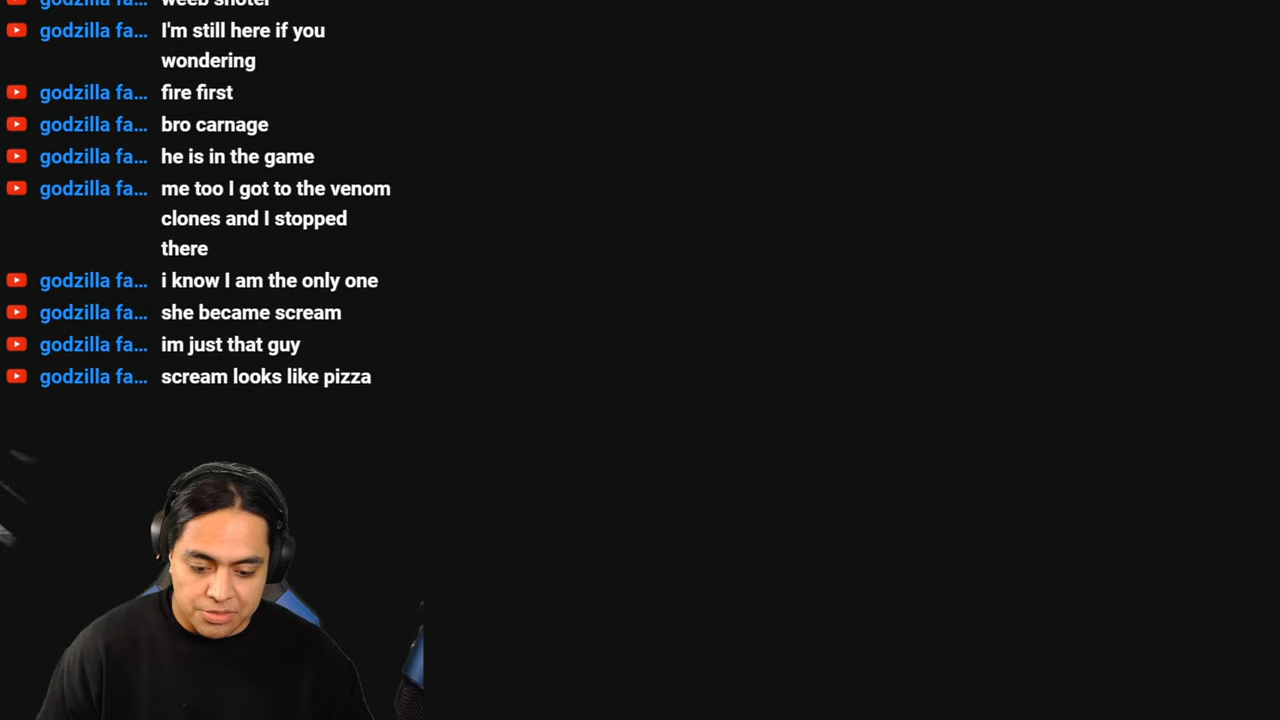 weeb shoter
godzilla fa... I'm still here if you
wondering
godzilla fa... fire first
godzilla fa... bro carnage
godzilla fa... he is in the game
godzilla fa... me too I got to the venom
clones and I stopped
there
godzilla fa... i know I am the only one
godzilla fa... she became scream
godzilla fa... im just that guy
godzilla fa... scream looks like pizza